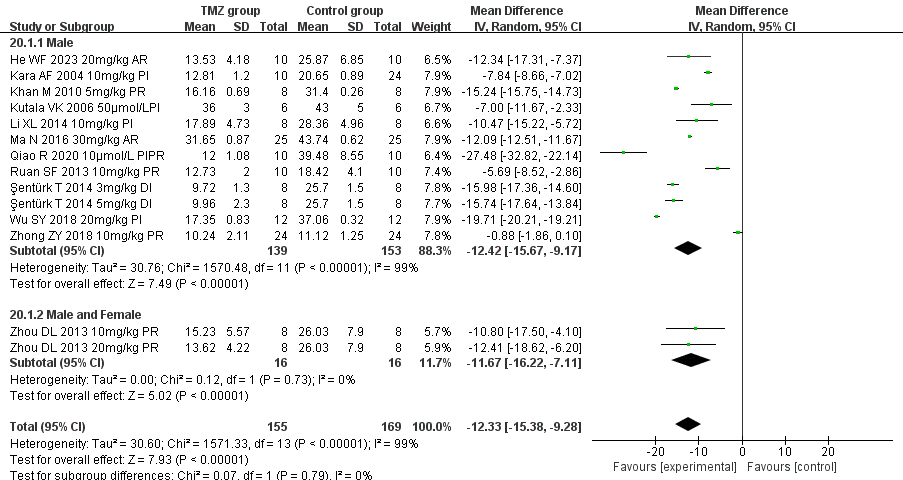 TMZ group Control group Mean Difference Mean Difference
Study or Subgroup Mean SD Total Mean SD Total Weight IV, Random, 95% CI IV, Random, 95% CI
20.1.1 Male
He WF 2023 20mg/kg AR 13.53 4.18 10 25.87 6.85 10 6.5% -12.34 [-17.31, -7.37]
Kara AF 2004 10mg/kg PI 12.81 1.2 10 20.65 0.89 24 7.9% -7.84 [-8.66, -7.02]
Khan M 2010 5mg/kg PR 16.16 0.69 8 31.4 0.26 8 7.9% -15.24 [-15.75, -14.73]
Kutala VK 2006 50μmol/LPI 36 3 6 43 5 6 6.6% -7.00 [-11.67, -2.33]
Li XL 2014 10mg/kg PI 17.89 4.73 8 28.36 4.96 8 6.6% -10.47 [-15.22, -5.72]
Ma N 2016 30mg/kg AR 31.65 0.87 25 43.74 0.62 25 7.9% -12.09 [-12.51, -11.67]
Qiao R 2020 10μmol/L PIPR 12 1.08 10 39.48 8.55 10 6.4% -27.48 [-32.82, -22.14]
Ruan SF 2013 10mg/kg PR 12.73 2 10 18.42 4.1 10 7.4% -5.69 [-8.52, -2.86]
Şentürk T 2014 3mg/kg DI 9.72 1.3 8 25.7 1.5 8 7.8% -15.98 [-17.36, -14.60]
Şentürk T 2014 5mg/kg DI 9.96 2.3 8 25.7 1.5 8 7.7% -15.74 [-17.64, -13.84]
Wu SY 2018 20mg/kg PI 17.35 0.83 12 37.06 0.32 12 7.9% -19.71 [-20.21, -19.21]
Zhong ZY 2018 10mg/kg PR 10.24 2.11 24 11.12 1.25 24 7.8% -0.88 [-1.86, 0.10]
Subtotal (95% CI) 139 153 88.3% -12.42 [-15.67, -9.17]
Heterogeneity: Tau² = 30.76; Chi² = 1570.48, df = 11 (P < 0.00001); I² = 99%
Test for overall effect: Z = 7.49 (P < 0.00001)
20.1.2 Male and Female
Zhou DL 2013 10mg/kg PR 15.23 5.57 8 26.03 7.9 8 5.7% -10.80 [-17.50, -4.10]
Zhou DL 2013 20mg/kg PR 13.62 4.22 8 26.03 7.9 8 5.9% -12.41 [-18.62, -6.20]
Subtotal (95% CI) 16 16 11.7% -11.67 [-16.22, -7.11]
Heterogeneity: Tau² = 0.00; Chi² = 0.12, df = 1 (P = 0.73); I² = 0%
Test for overall effect: Z = 5.02 (P < 0.00001)
Total (95% CI) 155 169 100.0% -12.33 [-15.38, -9.28]
Heterogeneity: Tau² = 30.60; Chi² = 1571.33, df = 13 (P < 0.00001); I² = 99%
Test for overall effect: Z = 7.93 (P < 0.00001)
Test for subgroup differences: Chi² = 0.07, df = 1 (P = 0.79), I² = 0%
-20 -10 0 10 20
Favours [experimental] Favours [control]